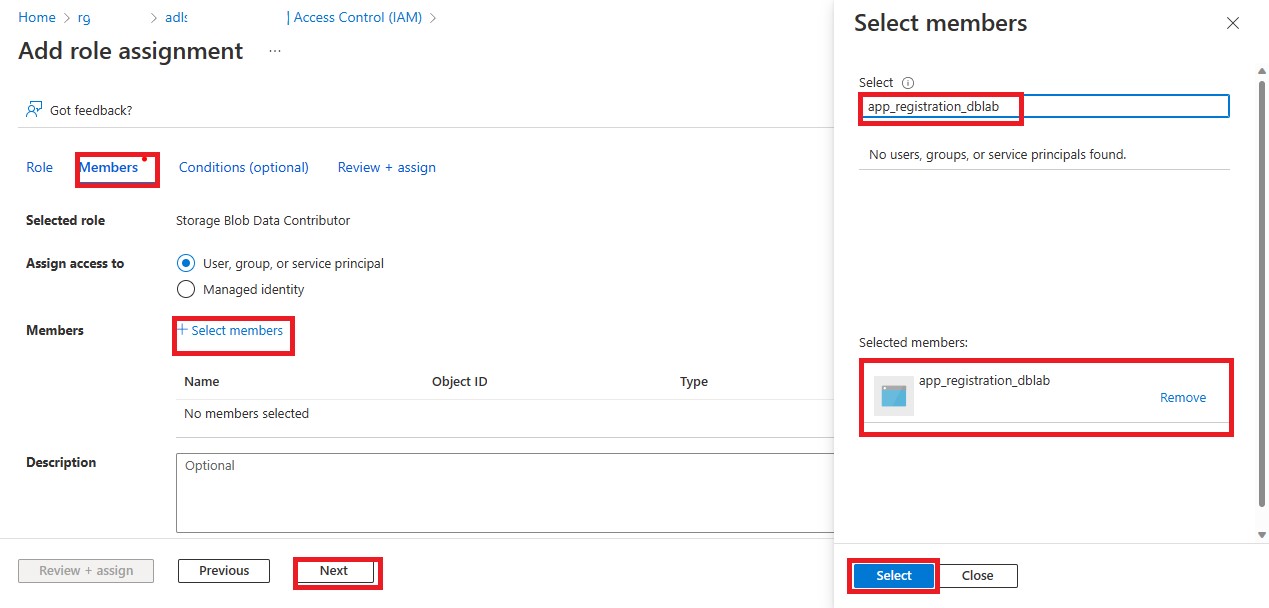 Home > rg > adls | Access Control (IAM) >
Add role assignment ...
Got feedback?
Role Members Conditions (optional) Review + assign
Selected role Storage Blob Data Contributor
Assign access to User, group, or service principal
Managed identity
Members + Select members
Name Object ID Type
No members selected
Description Optional
Review + assign Previous Next
Select members
Select
app_registration_dblab
No users, groups, or service principals found.
Selected members:
app_registration_dblab
Remove
Select Close